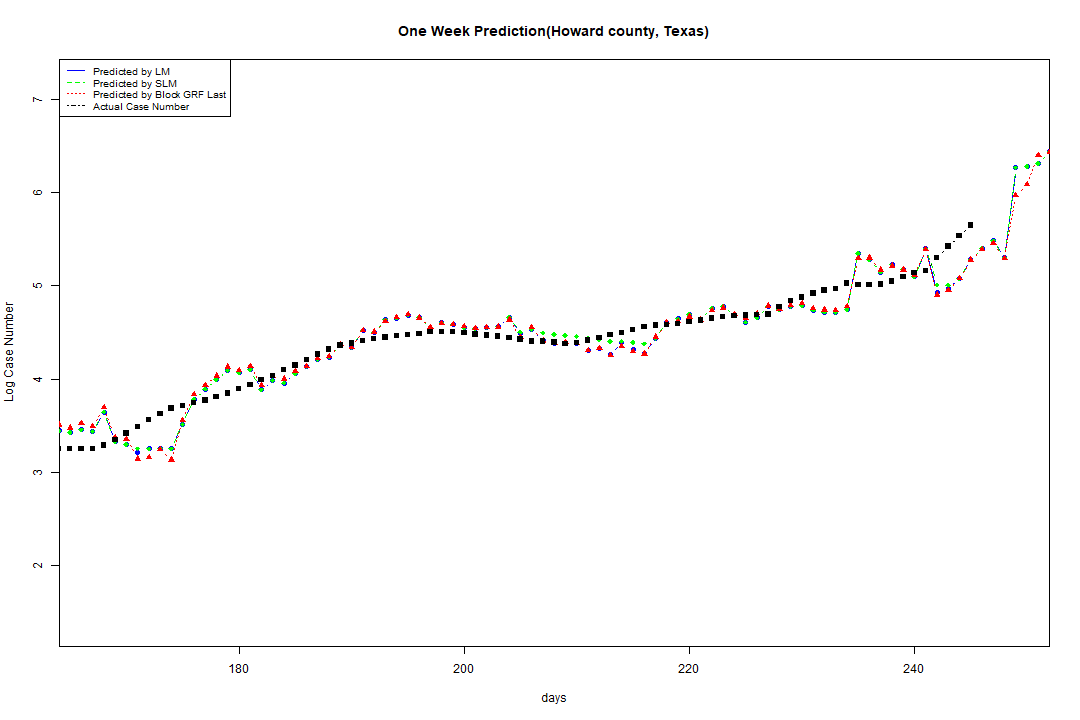 One Week Prediction(Howard county, Texas)
Predicted by LM
Predicted by SLM
Predicted by Block GRF Last
Actual Case Number
Log Case Number
7
6
5
4
3
2
180 200 220 240
days